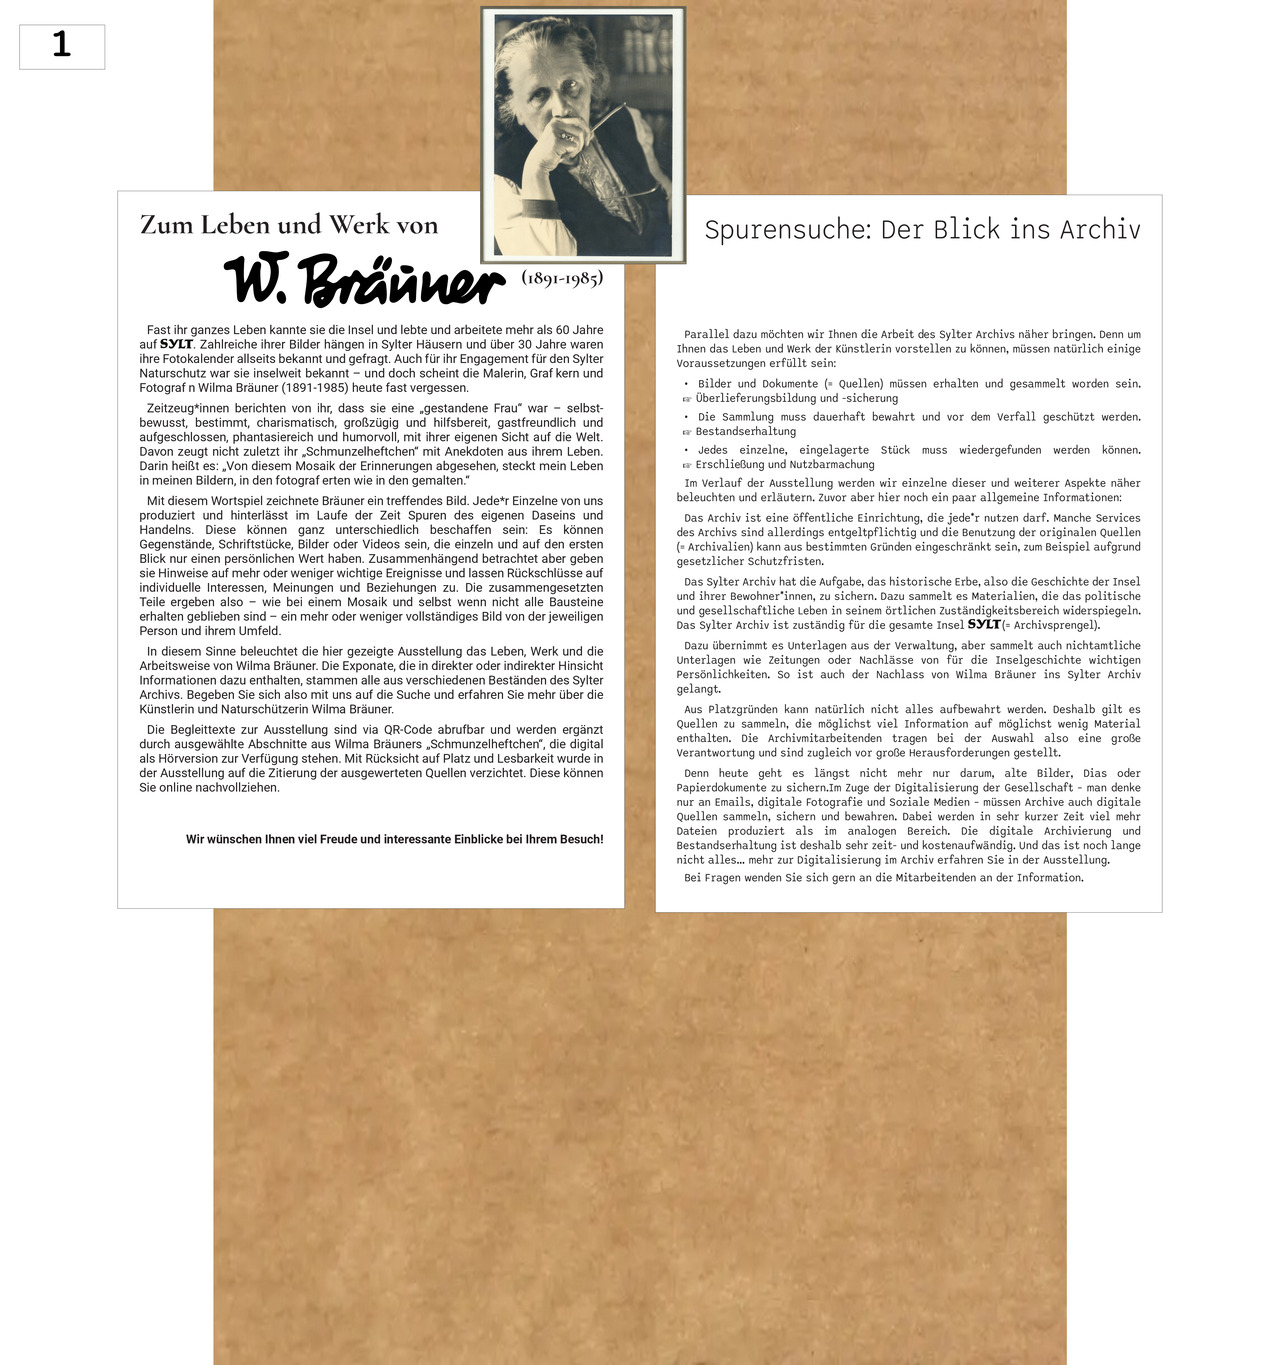 1
Zum Leben und Werk von
W. Bräuner
(1891-1985)
Fast ihr ganzes Leben kannte sie die Insel und lebte und arbeitete mehr als 60 Jahre
auf SYLT. Zahlreiche ihrer Bilder hängen in Sylter Häusern und über 30 Jahre waren
ihre Fotokalender allseits bekannt und gefragt. Auch für ihr Engagement für den Sylter
Naturschutz war sie inselweit bekannt – und doch scheint die Malerin, Graf kern und
Fotograf n Wilma Bräuner (1891-1985) heute fast vergessen.
Zeitzeug*innen berichten von ihr, dass sie eine „gestandene Frau“ war – selbst-
bewusst, bestimmt, charismatisch, großzügig und hilfsbereit, gastfreundlich und
aufgeschlossen, phantasiereich und humorvoll, mit ihrer eigenen Sicht auf die Welt.
Davon zeugt nicht zuletzt ihr „Schmunzelheftchen“ mit Anekdoten aus ihrem Leben.
Darin heißt es: „Von diesem Mosaik der Erinnerungen abgesehen, steckt mein Leben
in meinen Bildern, in den fotograf erten wie in den gemalten.“
Mit diesem Wortspiel zeichnete Bräuner ein treffendes Bild. Jede*r Einzelne von uns
produziert und hinterlässt im Laufe der Zeit Spuren des eigenen Daseins und
Handelns. Diese können ganz unterschiedlich beschaffen sein: Es können
Gegenstände, Schriftstücke, Bilder oder Videos sein, die einzeln und auf den ersten
Blick nur einen persönlichen Wert haben. Zusammenhängend betrachtet aber geben
sie Hinweise auf mehr oder weniger wichtige Ereignisse und lassen Rückschlüsse auf
individuelle Interessen, Meinungen und Beziehungen zu. Die zusammengesetzten
Teile ergeben also – wie bei einem Mosaik und selbst wenn nicht alle Bausteine
erhalten geblieben sind – ein mehr oder weniger vollständiges Bild von der jeweiligen
Person und ihrem Umfeld.
In diesem Sinne beleuchtet die hier gezeigte Ausstellung das Leben, Werk und die
Arbeitsweise von Wilma Bräuner. Die Exponate, die in direkter oder indirekter Hinsicht
Informationen dazu enthalten, stammen alle aus verschiedenen Beständen des Sylter
Archivs. Begeben Sie sich also mit uns auf die Suche und erfahren Sie mehr über die
Künstlerin und Naturschützerin Wilma Bräuner.
Die Begleittexte zur Ausstellung sind via QR-Code abrufbar und werden ergänzt
durch ausgewählte Abschnitte aus Wilma Bräuners „Schmunzelheftchen“, die digital
als Hörversion zur Verfügung stehen. Mit Rücksicht auf Platz und Lesbarkeit wurde in
der Ausstellung auf die Zitierung der ausgewerteten Quellen verzichtet. Diese können
Sie online nachvollziehen.
Wir wünschen Ihnen viel Freude und interessante Einblicke bei Ihrem Besuch!
Spurensuche: Der Blick ins Archiv
Parallel dazu möchten wir Ihnen die Arbeit des Sylter Archivs näher bringen. Denn um
Ihnen das Leben und Werk der Künstlerin vorstellen zu können, müssen natürlich einige
Voraussetzungen erfüllt sein:
• Bilder und Dokumente (= Quellen) müssen erhalten und gesammelt worden sein.
☞ Überlieferungsbildung und -sicherung
• Die Sammlung muss dauerhaft bewahrt und vor dem Verfall geschützt werden.
☞ Bestandserhaltung
• Jedes einzelne, eingelagerte Stück muss wiedergefunden werden können.
☞ Erschließung und Nutzbarmachung
Im Verlauf der Ausstellung werden wir einzelne dieser und weiterer Aspekte näher
beleuchten und erläutern. Zuvor aber hier noch ein paar allgemeine Informationen:
Das Archiv ist eine öffentliche Einrichtung, die jede*r nutzen darf. Manche Services
des Archivs sind allerdings entgeltpflichtig und die Benutzung der originalen Quellen
(= Archivalien) kann aus bestimmten Gründen eingeschränkt sein, zum Beispiel aufgrund
gesetzlicher Schutzfristen.
Das Sylter Archiv hat die Aufgabe, das historische Erbe, also die Geschichte der Insel
und ihrer Bewohner*innen, zu sichern. Dazu sammelt es Materialien, die das politische
und gesellschaftliche Leben in seinem örtlichen Zuständigkeitsbereich widerspiegeln.
Das Sylter Archiv ist zuständig für die gesamte Insel SYLT(= Archivsprengel).
Dazu übernimmt es Unterlagen aus der Verwaltung, aber sammelt auch nichtamtliche
Unterlagen wie Zeitungen oder Nachlässe von für die Inselgeschichte wichtigen
Persönlichkeiten. So ist auch der Nachlass von Wilma Bräuner ins Sylter Archiv
gelangt.
Aus Platzgründen kann natürlich nicht alles aufbewahrt werden. Deshalb gilt es
Quellen zu sammeln, die möglichst viel Information auf möglichst wenig Material
enthalten. Die Archivmitarbeitenden tragen bei der Auswahl also eine große
Verantwortung und sind zugleich vor große Herausforderungen gestellt.
Denn heute geht es längst nicht mehr nur darum, alte Bilder, Dias oder
Papierdokumente zu sichern.Im Zuge der Digitalisierung der Gesellschaft - man denke
nur an Emails, digitale Fotografie und Soziale Medien - müssen Archive auch digitale
Quellen sammeln, sichern und bewahren. Dabei werden in sehr kurzer Zeit viel mehr
Dateien produziert als im analogen Bereich. Die digitale Archivierung und
Bestandserhaltung ist deshalb sehr zeit- und kostenaufwändig. Und das ist noch lange
nicht alles... mehr zur Digitalisierung im Archiv erfahren Sie in der Ausstellung.
Bei Fragen wenden Sie sich gern an die Mitarbeitenden an der Information.